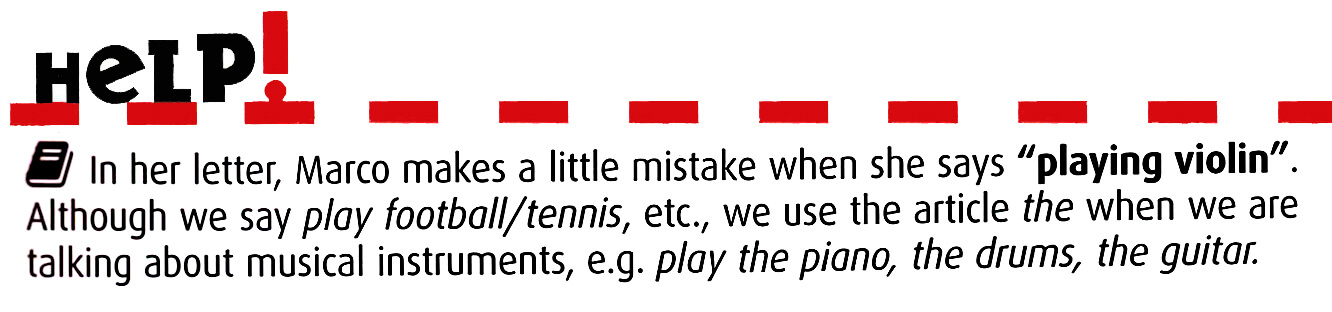 HeLP!
In her letter, Marco makes a little mistake when she says “playing violin”.
Although we say play football/tennis, etc., we use the article the when we are
talking about musical instruments, e.g. play the piano, the drums, the guitar.